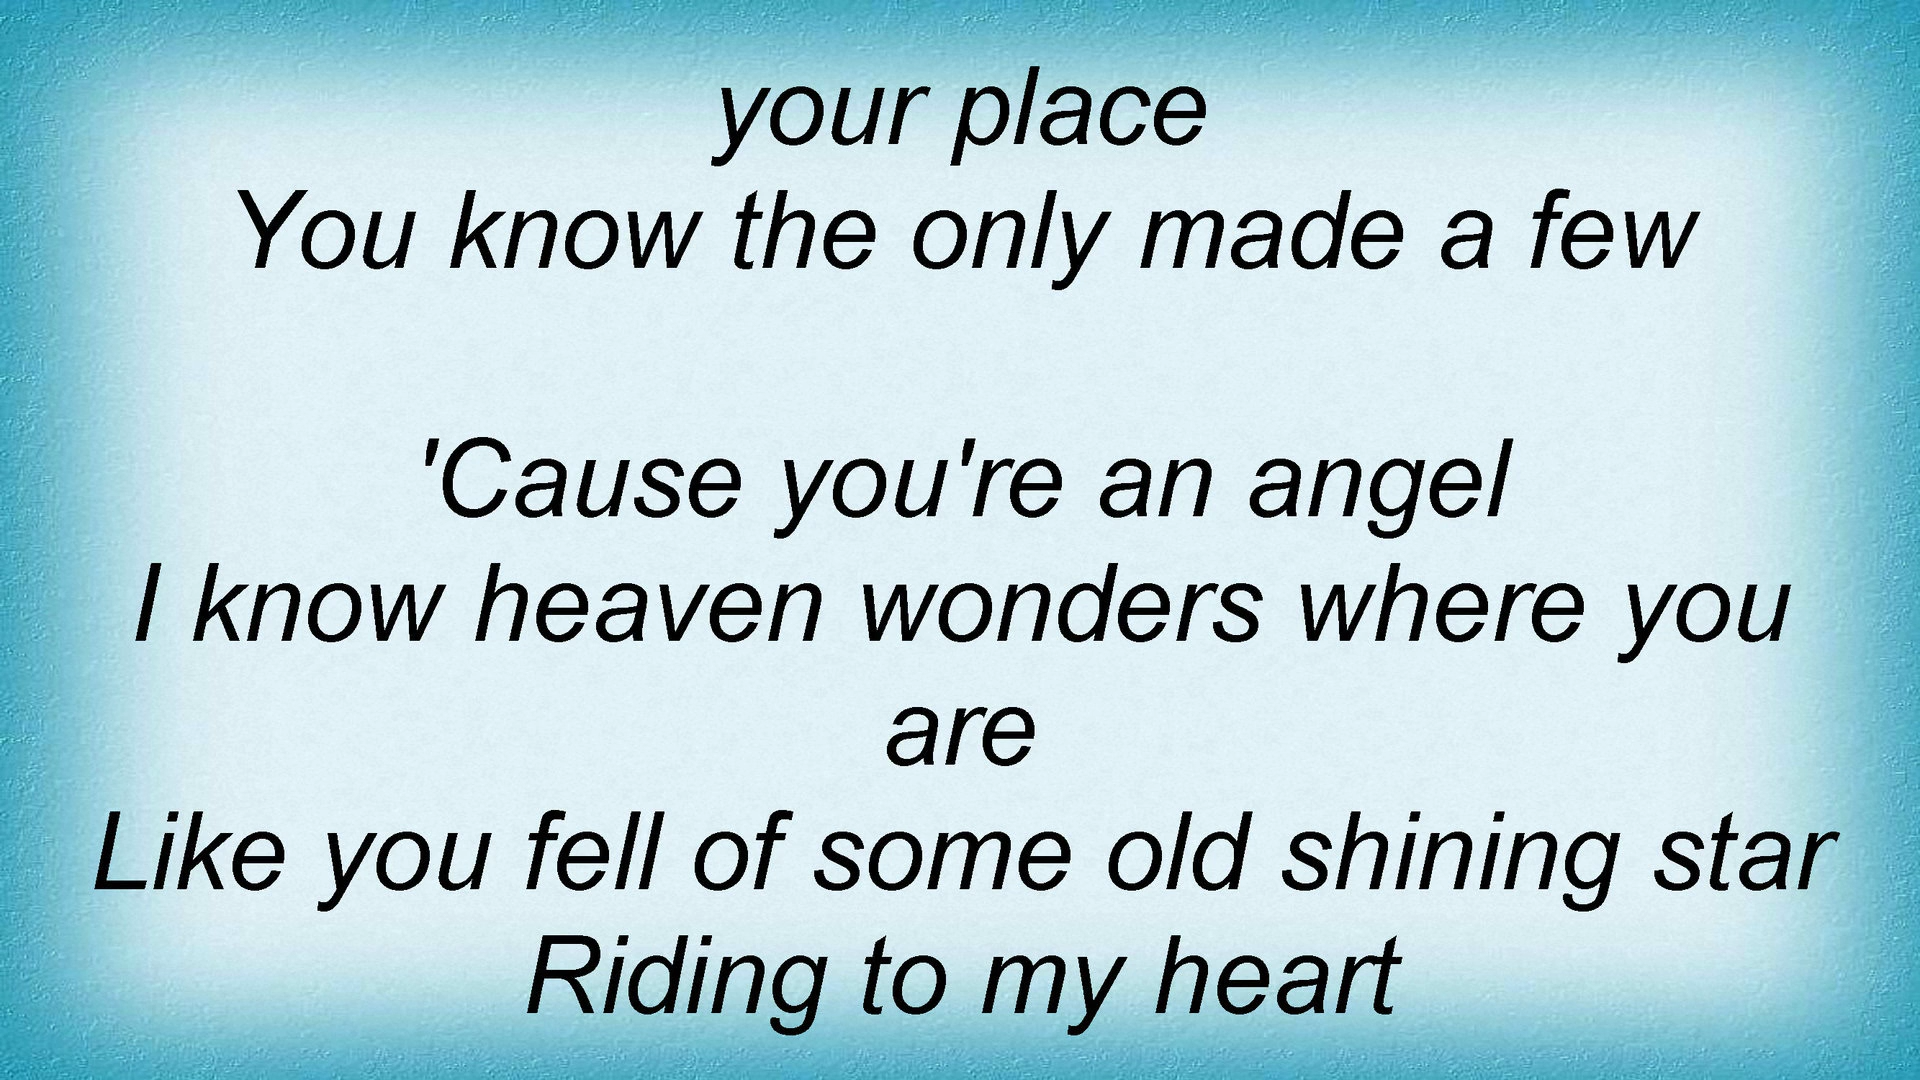 your place
You know the only made a few
'Cause you're an angel
I know heaven wonders where you
are
Like you fell of some old shining star
Riding to my heart